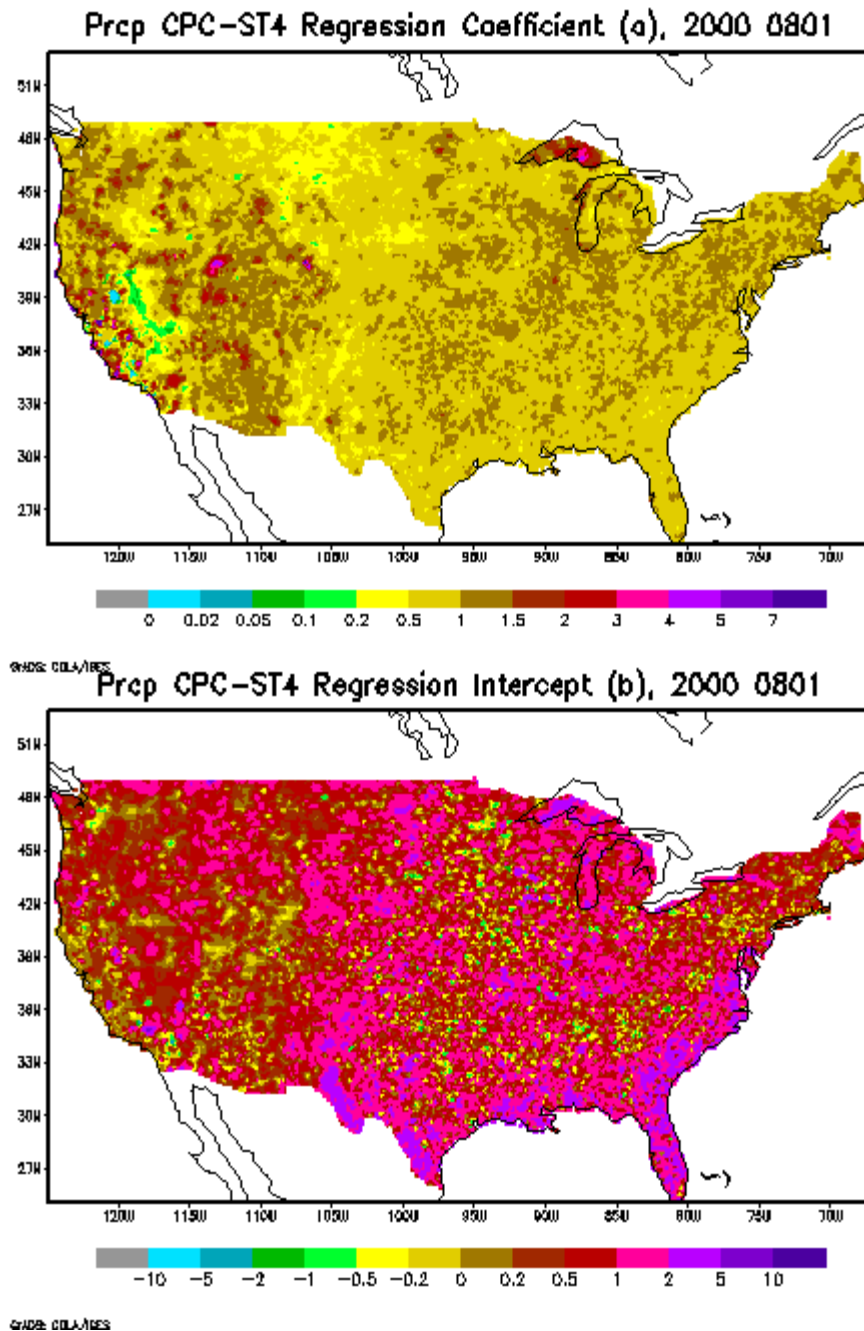 Prcp CPC-ST4 Regression Coefficient (a), 2000 0801
51N
48N
45N
42N
39N
36N
33N
30N
27N
120W 115W 110W 105W 100W 95W 90W 85W 80W 75W 70W
0 0.02 0.05 0.1 0.2 0.5 1 1.5 2 3 4 5 7
GrADS: COLA/IGES
Prcp CPC-ST4 Regression Intercept (b), 2000 0801
51N
48N
45N
42N
39N
36N
33N
30N
27N
120W 115W 110W 105W 100W 95W 90W 85W 80W 75W 70W
-10 -5 -2 -1 -0.5 -0.2 0 0.2 0.5 1 2 5 10
GrADS: COLA/IGES